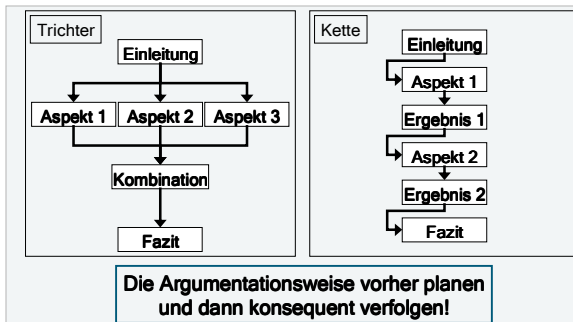 Trichter
Einleitung
Aspekt 1
Aspekt 2
Aspekt 3
Kombination
Fazit
Kette
Einleitung
Aspekt 1
Ergebnis 1
Aspekt 2
Ergebnis 2
Fazit
Die Argumentationsweise vorher planen
und dann konsequent verfolgen!